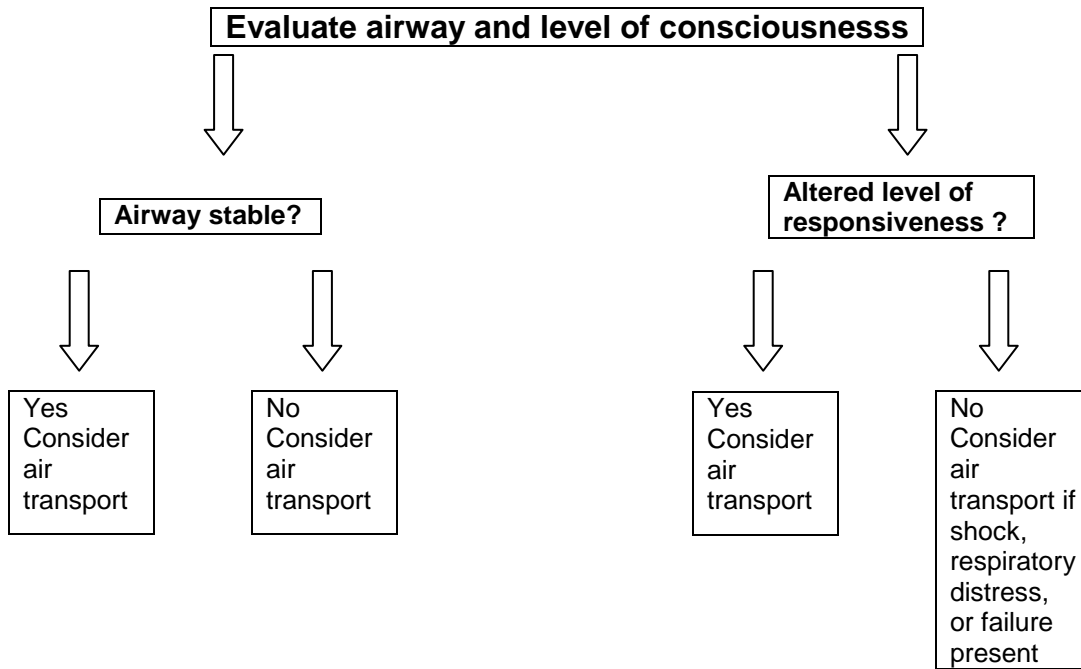 Evaluate airway and level of consciousnesss
Airway stable?
Altered level of
responsiveness ?
Yes
Consider
air
transport
No
Consider
air
transport
Yes
Consider
air
transport
No
Consider
air
transport if
shock,
respiratory
distress,
or failure
present